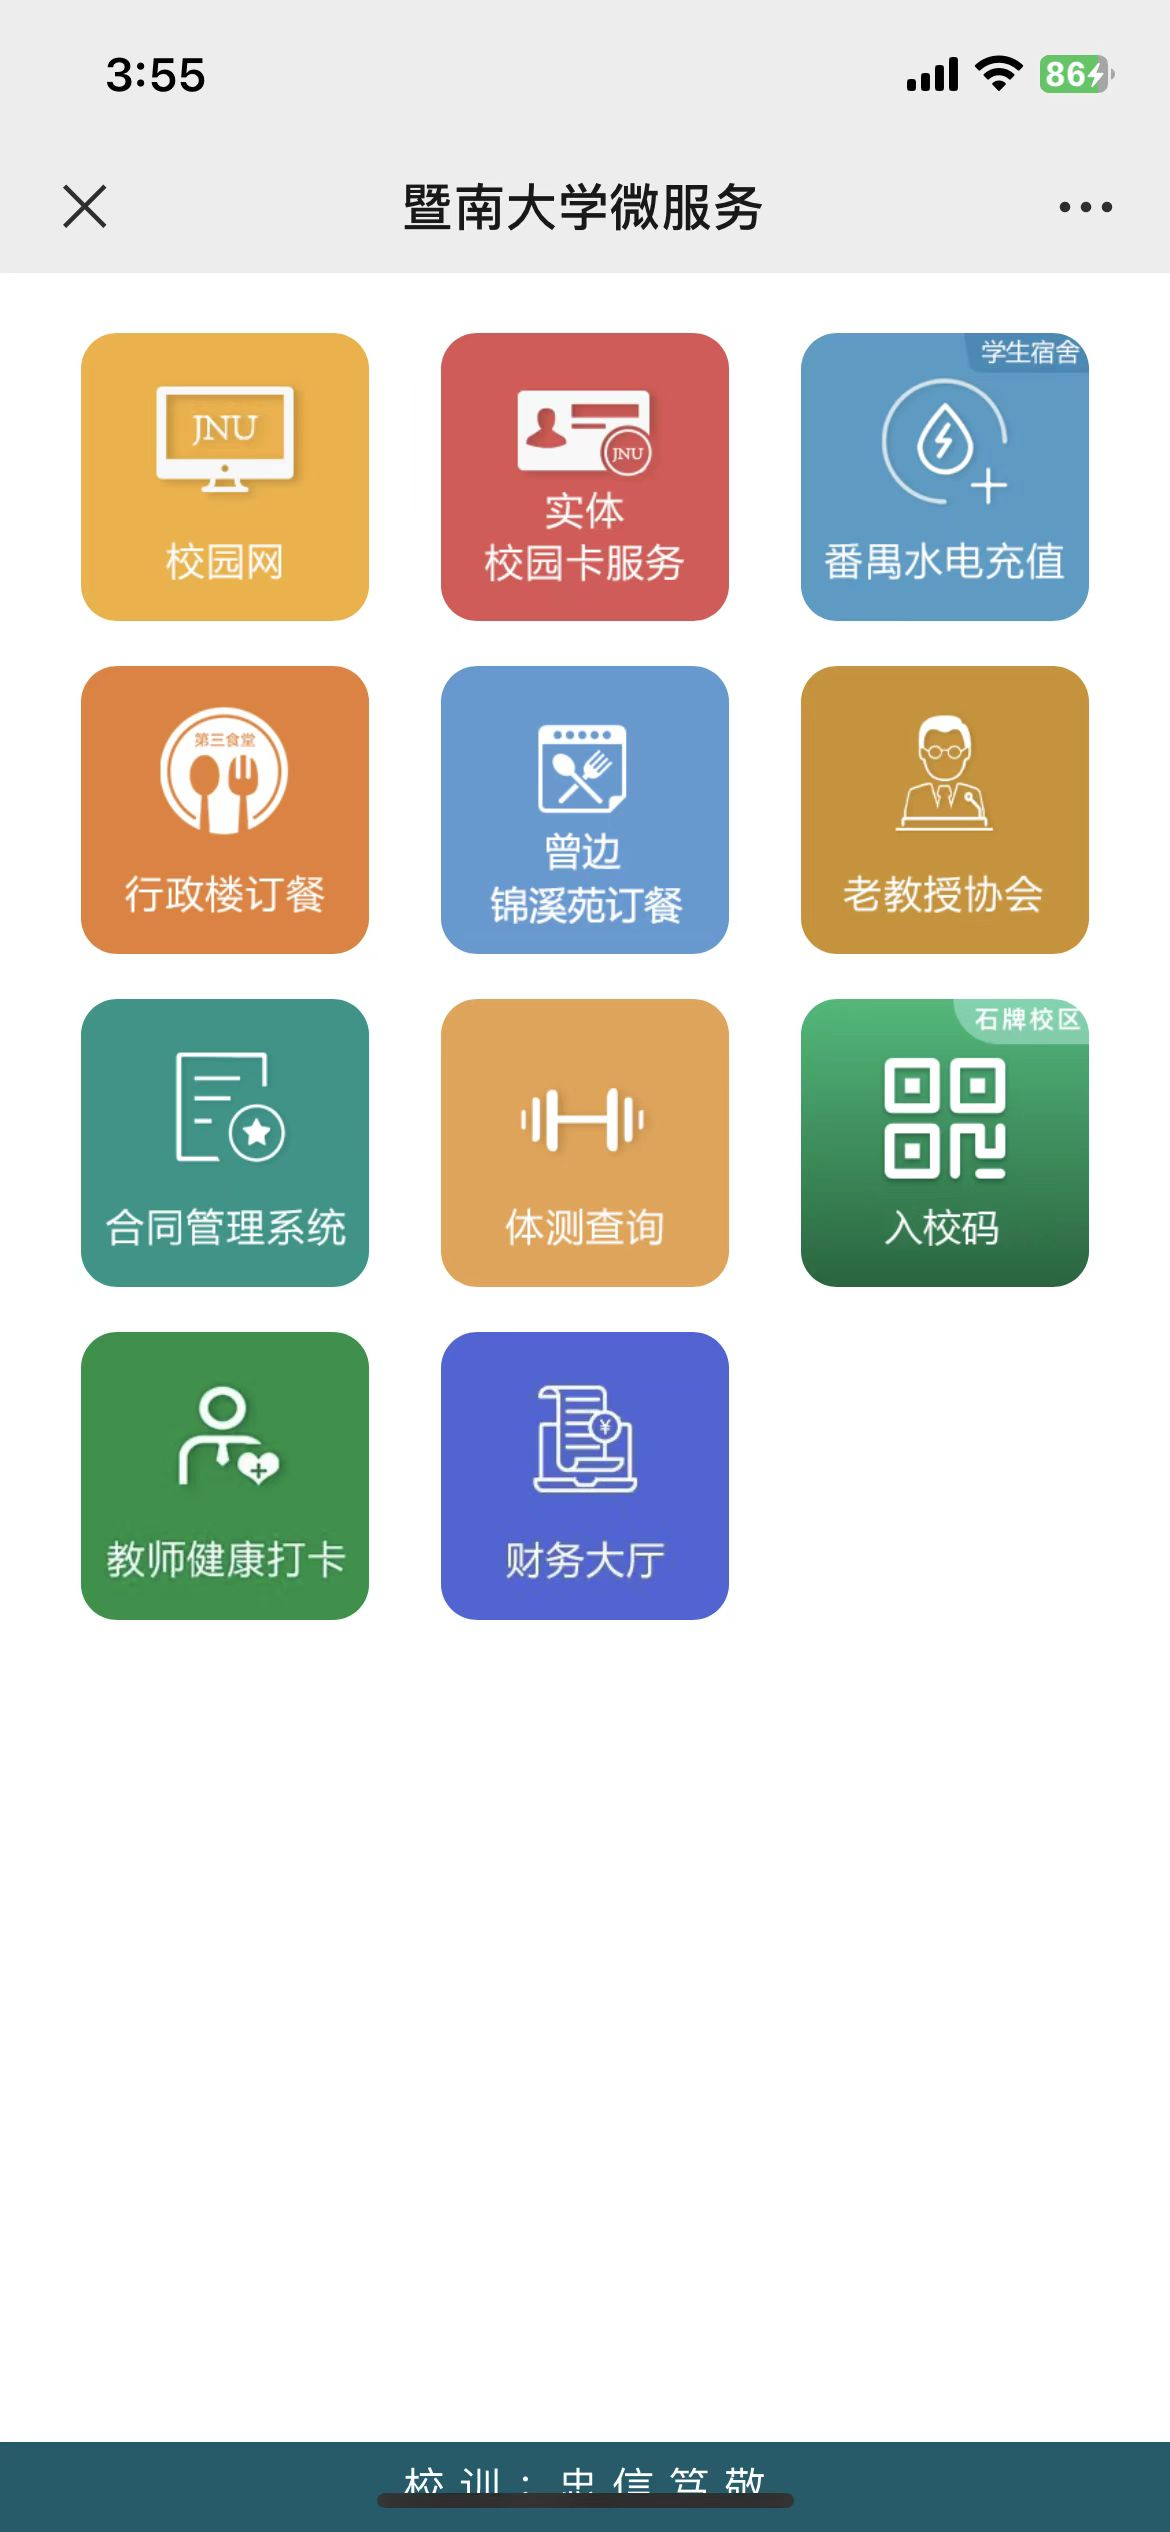 3:55
86
暨南大学微服务
JNU
校园网
JNU
实体
校园卡服务
学生宿舍
番禺水电充值
第三食堂
行政楼订餐
曾边
锦溪苑订餐
老教授协会
合同管理系统
体测查询
石牌校区
入校码
教师健康打卡
¥
财务大厅
校训:忠信笃敬